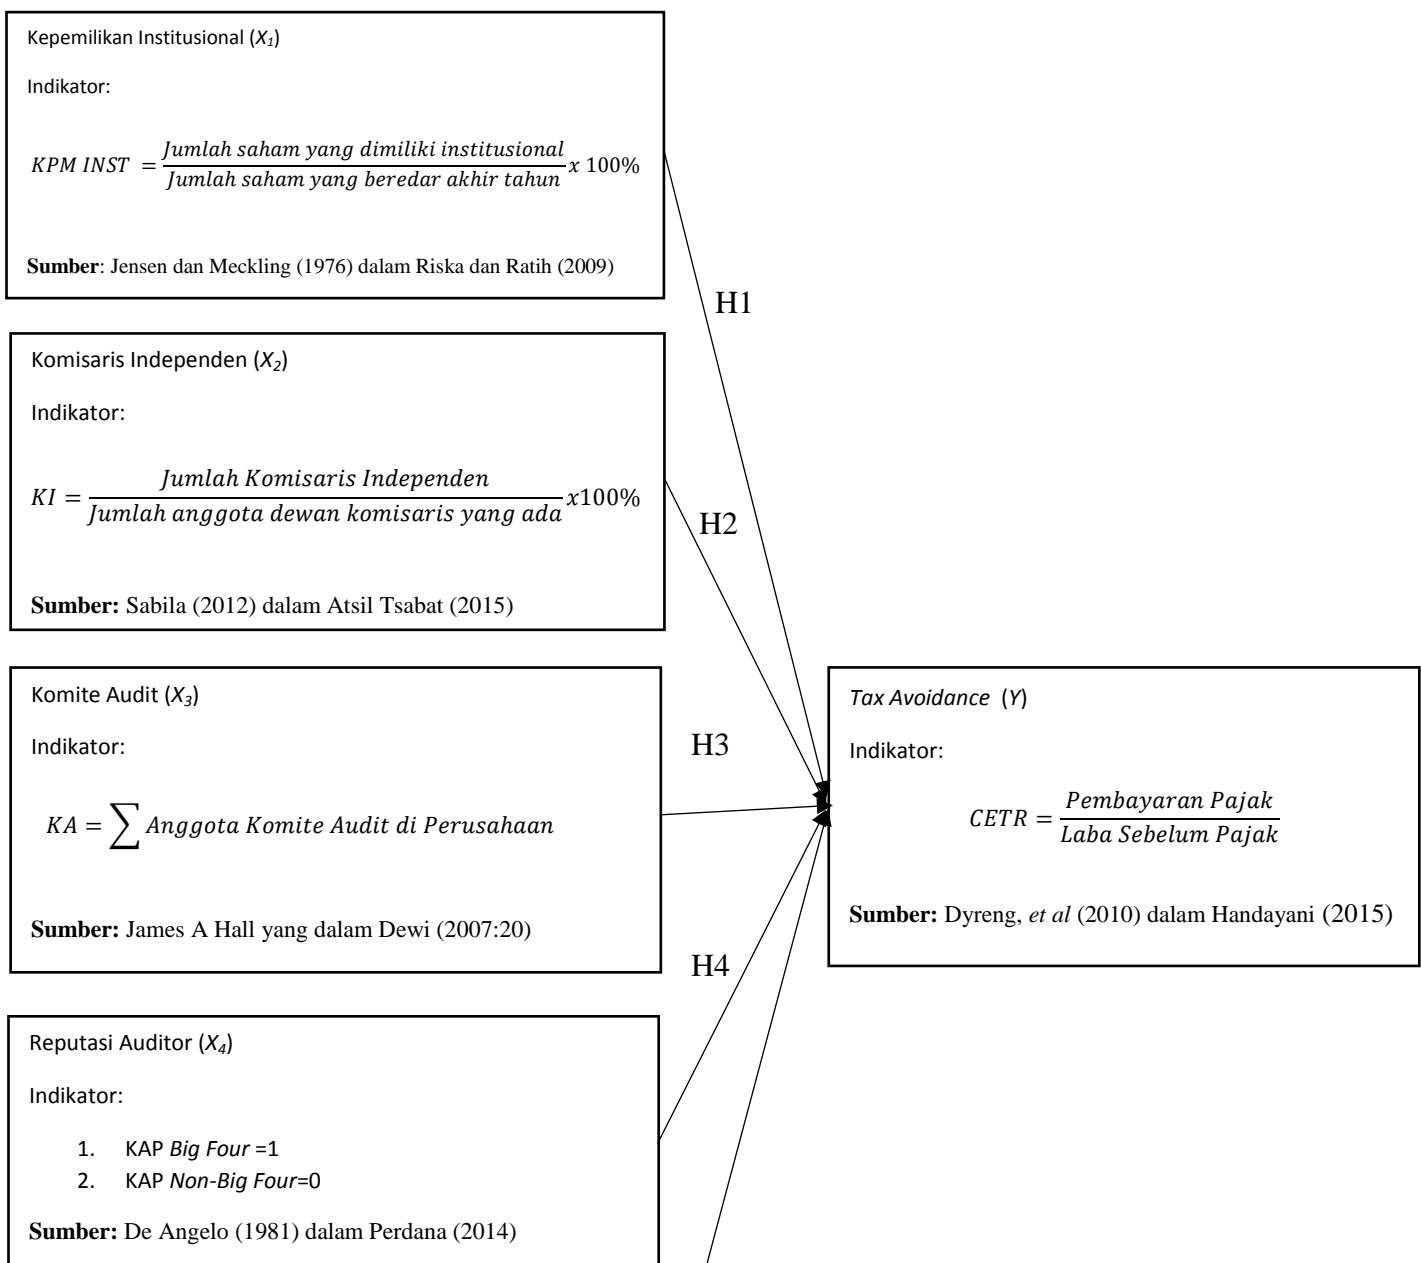 Kepemilikan Institusional (X₁)
Indikator:
KPM INST = Jumlah saham yang dimiliki institusional / Jumlah saham yang beredar akhir tahun x 100%
Sumber: Jensen dan Meckling (1976) dalam Riska dan Ratih (2009)
H1
Komisaris Independen (X₂)
Indikator:
KI = Jumlah Komisaris Independen / Jumlah anggota dewan komisaris yang ada x100%
Sumber: Sabila (2012) dalam Atsil Tsabat (2015)
H2
Komite Audit (X₃)
Indikator:
KA = ∑ Anggota Komite Audit di Perusahaan
Sumber: James A Hall yang dalam Dewi (2007:20)
H3
Reputasi Auditor (X₄)
Indikator:
1. KAP Big Four =1
2. KAP Non-Big Four=0
Sumber: De Angelo (1981) dalam Perdana (2014)
H4
Tax Avoidance (Y)
Indikator:
CETR = Pembayaran Pajak / Laba Sebelum Pajak
Sumber: Dyreng, et al (2010) dalam Handayani (2015)